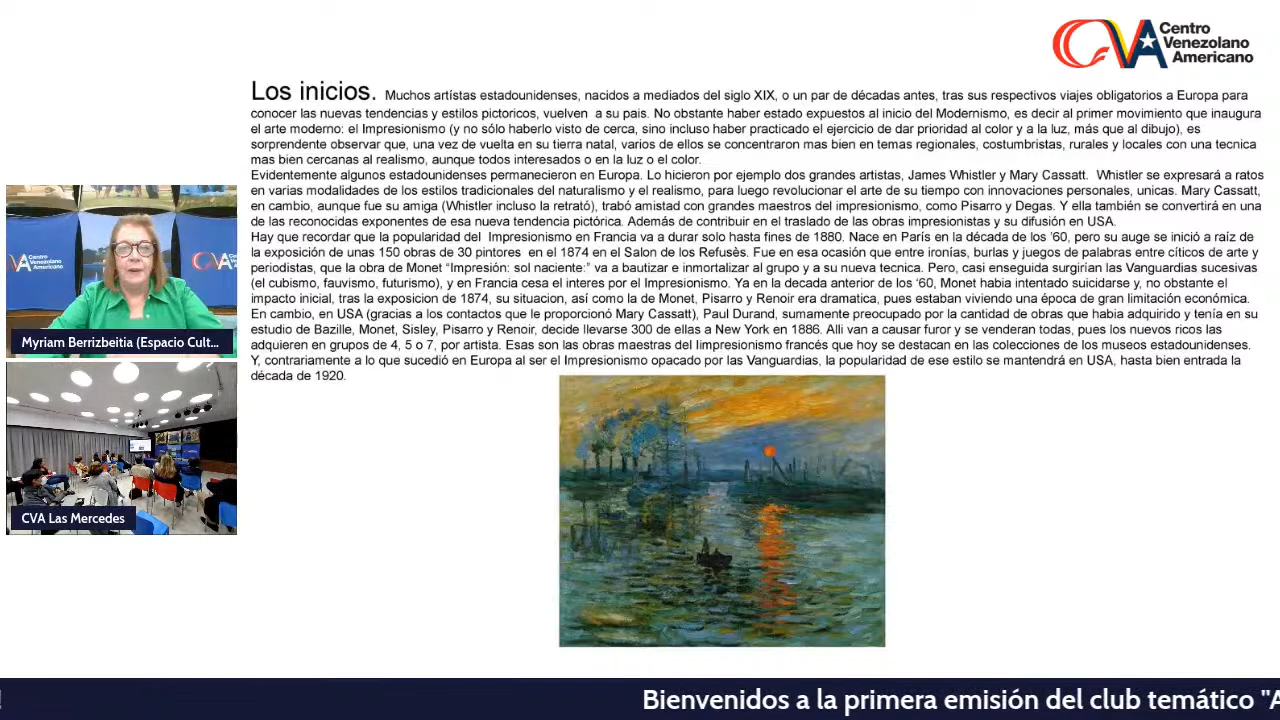 Centro
Venezolano
Americano
Los inicios. Muchos artístas estadounidenses, nacidos a mediados del siglo XIX, o un par de décadas antes, tras sus respectivos viajes obligatorios a Europa para
conocer las nuevas tendencias y estilos pictoricos, vuelven a su pais. No obstante haber estado expuestos al inicio del Modernismo, es decir al primer movimiento que inaugura
el arte moderno: el Impresionismo (y no sólo haberlo visto de cerca, sino incluso haber practicado el ejercicio de dar prioridad al color y a la luz, más que al dibujo), es
sorprendente observar que, una vez de vuelta en su tierra natal, varios de ellos se concentraron mas bien en temas regionales, costumbristas, rurales y locales con una tecnica
mas bien cercanas al realismo, aunque todos interesados o en la luz o el color.
Evidentemente algunos estadounidenses permanecieron en Europa. Lo hicieron por ejemplo dos grandes artistas, James Whistler y Mary Cassatt. Whistler se expresará a ratos
en varias modalidades de los estilos tradicionales del naturalismo y el realismo, para luego revolucionar el arte de su tiempo con innovaciones personales, unicas. Mary Cassatt,
en cambio, aunque fue su amiga (Whistler incluso la retrató), trabó amistad con grandes maestros del impresionismo, como Pisarro y Degas. Y ella también se convertirá en una
de las reconocidas exponentes de esa nueva tendencia pictórica. Además de contribuir en el traslado de las obras impresionistas y su difusión en USA.
Hay que recordar que la popularidad del Impresionismo en Francia va a durar solo hasta fines de 1880. Nace en París en la década de los '60, pero su auge se inició a raíz de
la exposición de unas 150 obras de 30 pintores en el 1874 en el Salon de los Refusès. Fue en esa ocasión que entre ironías, burlas y juegos de palabras entre cíticos de arte y
periodistas, que la obra de Monet "Impresión: sol naciente:" va a bautizar e inmortalizar al grupo y a su nueva tecnica. Pero, casi enseguida surgirían las Vanguardias sucesivas
(el cubismo, fauvismo, futurismo), y en Francia cesa el interes por el Impresionismo. Ya en la decada anterior de los '60, Monet habia intentado suicidarse y, no obstante el
impacto inicial, tras la exposicion de 1874, su situacion, así como la de Monet, Pisarro y Renoir era dramatica, pues estaban viviendo una época de gran limitación económica.
En cambio, en USA (gracias a los contactos que le proporcionó Mary Cassatt), Paul Durand, sumamente preocupado por la cantidad de obras que habia adquirido y tenía en su
estudio de Bazille, Monet, Sisley, Pisarro y Renoir, decide llevarse 300 de ellas a New York en 1886. Alli van a causar furor y se venderan todas, pues los nuevos ricos las
adquieren en grupos de 4, 5 o 7, por artista. Esas son las obras maestras del Iimpresionismo francés que hoy se destacan en las colecciones de los museos estadounidenses.
Y, contrariamente a lo que sucedió en Europa al ser el Impresionismo opacado por las Vanguardias, la popularidad de ese estilo se mantendrá en USA, hasta bien entrada la
década de 1920.
CVA Centro
Venezolano
Americano
Myriam Berrizbeitia (Espacio Cult...
CVA Las Mercedes
Bienvenidos a la primera emisión del club temático "A